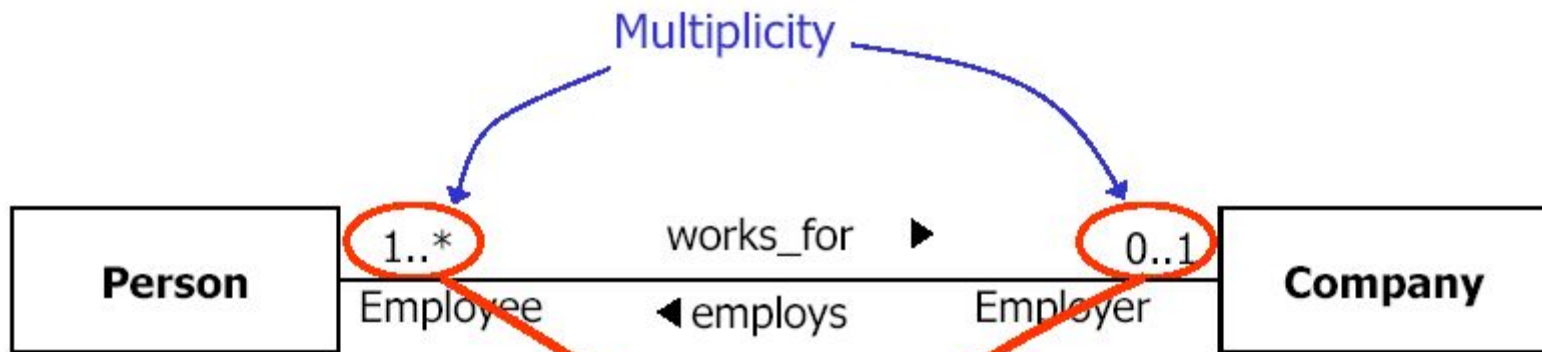 Multiplicity
1..*
works_for ▶
0..1
Person
Company
Employee
◀ employs
Employer